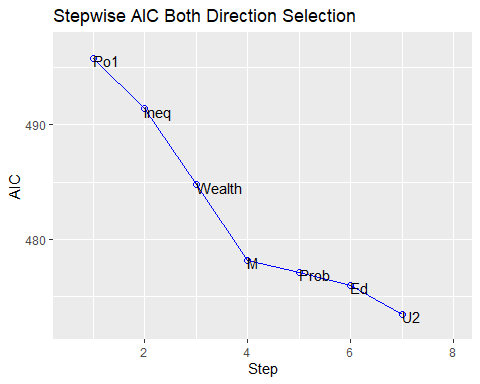 Stepwise AIC Both Direction Selection
Po1
Ineq
490
Wealth
AIC
480
M
Prob
Ed
U2
2 4 6 8
Step